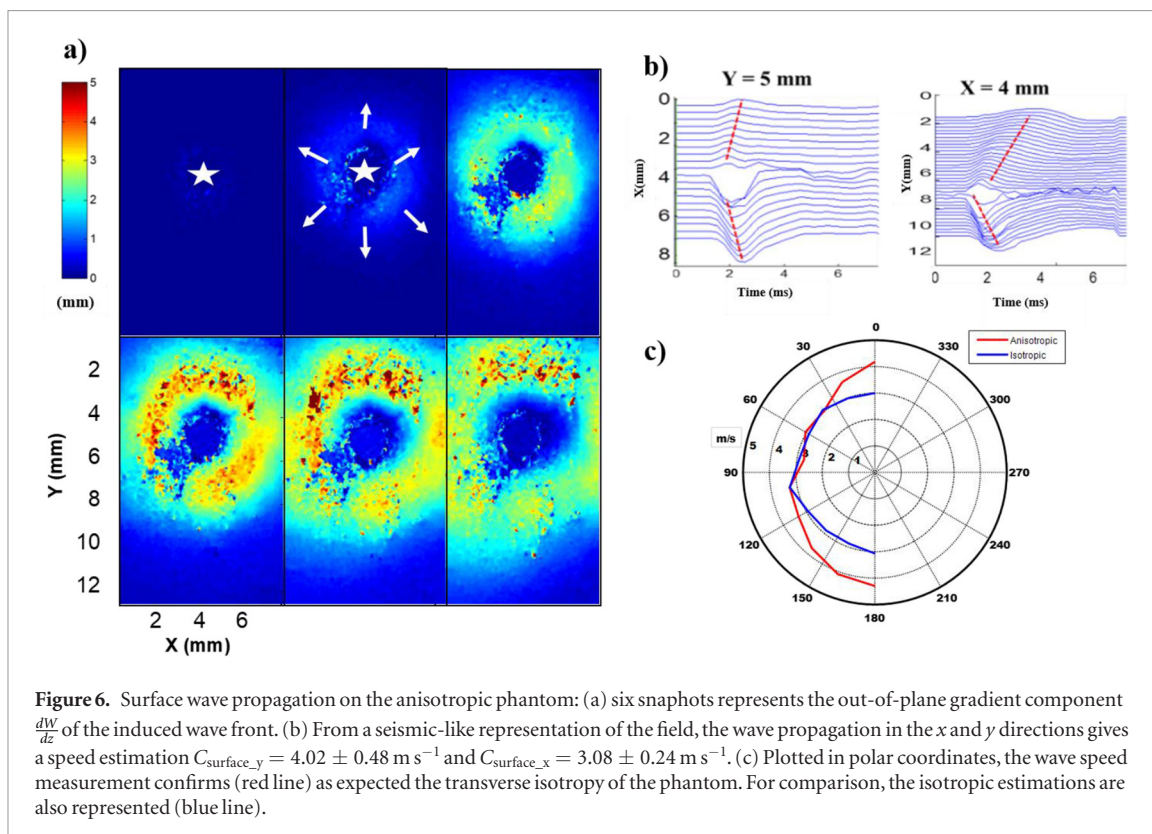 a)
5
4
3
2
1
0
(mm)
2
4
6
8
10
12
Y (mm)
2 4 6
X (mm)
b)
Y = 5 mm
0
2
4
6
8
X(mm)
0 2 4 6
Time (ms)
X = 4 mm
0
2
4
6
8
10
12
Y(mm)
0 2 4 6
Time (ms)
c)
Anisotropic
Isotropic
0
30
330
60
300
m/s
5 4 3 2 1
90
270
120
240
150
210
180
Figure 6. Surface wave propagation on the anisotropic phantom: (a) six snaphots represents the out-of-plane gradient component
dW/dz of the induced wave front. (b) From a seismic-like representation of the field, the wave propagation in the x and y directions gives
a speed estimation C_surface_y = 4.02 ± 0.48 m s⁻¹ and C_surface_x = 3.08 ± 0.24 m s⁻¹. (c) Plotted in polar coordinates, the wave speed
measurement confirms (red line) as expected the transverse isotropy of the phantom. For comparison, the isotropic estimations are
also represented (blue line).